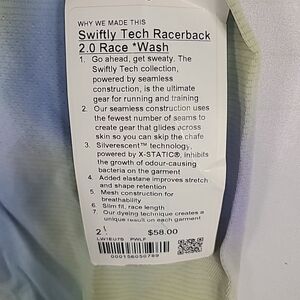 WHY WE MADE THIS
Swiftly Tech Racerback
2.0 Race *Wash
1. Go ahead, get sweaty. The
Swiftly Tech collection,
powered by seamless
construction, is the ultimate
gear for running and training
2. Our seamless construction uses
the fewest number of seams to
create gear that glides across
skin so you can skip the chafe
3. Silverescent™ technology,
powered by X-STATIC®, inhibits
the growth of odour-causing
bacteria on the garment
4. Added elastane improves stretch
and shape retention
5. Mesh construction for
breathability
6. Slim fit, race length
7. Our dyeing technique creates a
unique result on each garment
2 $58.00
LW1EU7S PWLF
000156056789